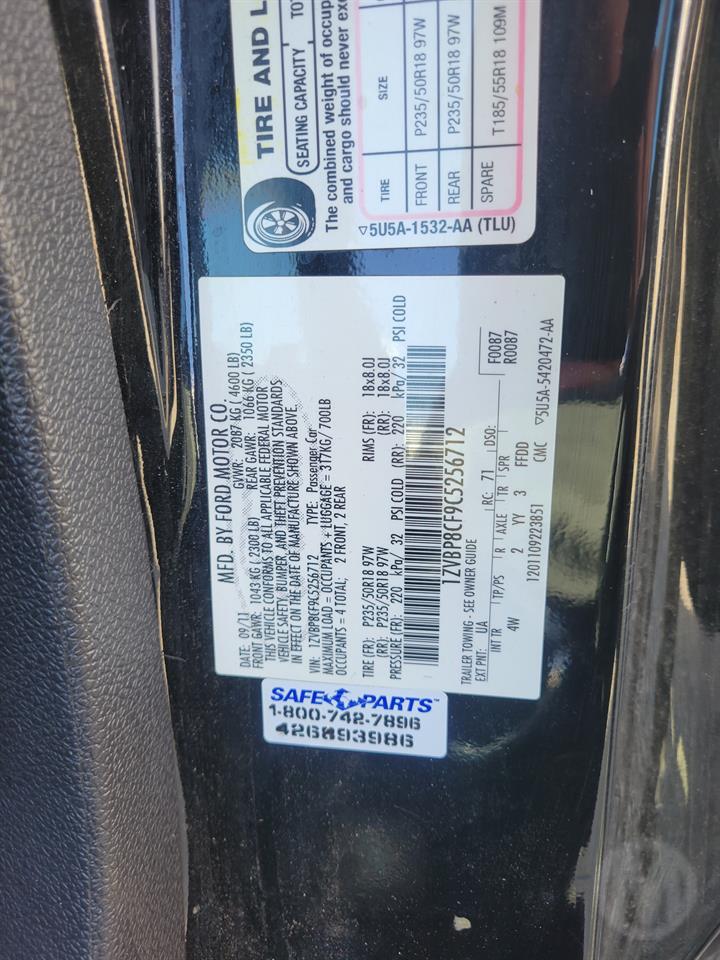 TIRE AND L
SEATING CAPACITY TOT
The combined weight of occup
and cargo should never exc
TIRE SIZE
FRONT P235/50R18 97W
REAR P235/50R18 97W
SPARE T185/55R18 109M
▽5U5A-1532-AA (TLU)
MFD. BY FORD MOTOR CO.
DATE: 09/11 GVWR: 2087 KG (4600 LB)
FRONT GAWR: 1043 KG (2300 LB) REAR GAWR: 1066 KG (2350 LB)
THIS VEHICLE CONFORMS TO ALL APPLICABLE FEDERAL MOTOR
VEHICLE SAFETY, BUMPER, AND THEFT PREVENTION STANDARDS
IN EFFECT ON THE DATE OF MANUFACTURE SHOWN ABOVE.
VIN: 1ZVBP8CF9C5256712 TYPE: Passenger Car
MAXIMUM LOAD = OCCUPANTS + LUGGAGE = 317KG/ 700LB
OCCUPANTS = 4 TOTAL; 2 FRONT, 2 REAR
TIRE (FR): P235/50R18 97W RIMS (FR): 18x8.0J
(RR): P235/50R18 97W (RR): 18x8.0J
PRESSURE (FR): 220 kPa/ 32 PSI COLD (RR): 220 kPa/ 32 PSI COLD
1ZVBP8CF9C5256712
TRAILER TOWING - SEE OWNER GUIDE
EXT PNT: UA RC: 71 DSO: F0087
R0087
INT TR TP/PS R AXLE TR SPR
4W 2 YY 3 FFDD
1201109223851 CMC ▽5U5A-5420472-AA
SAFE PARTS™
1-800-742-7896
426893986